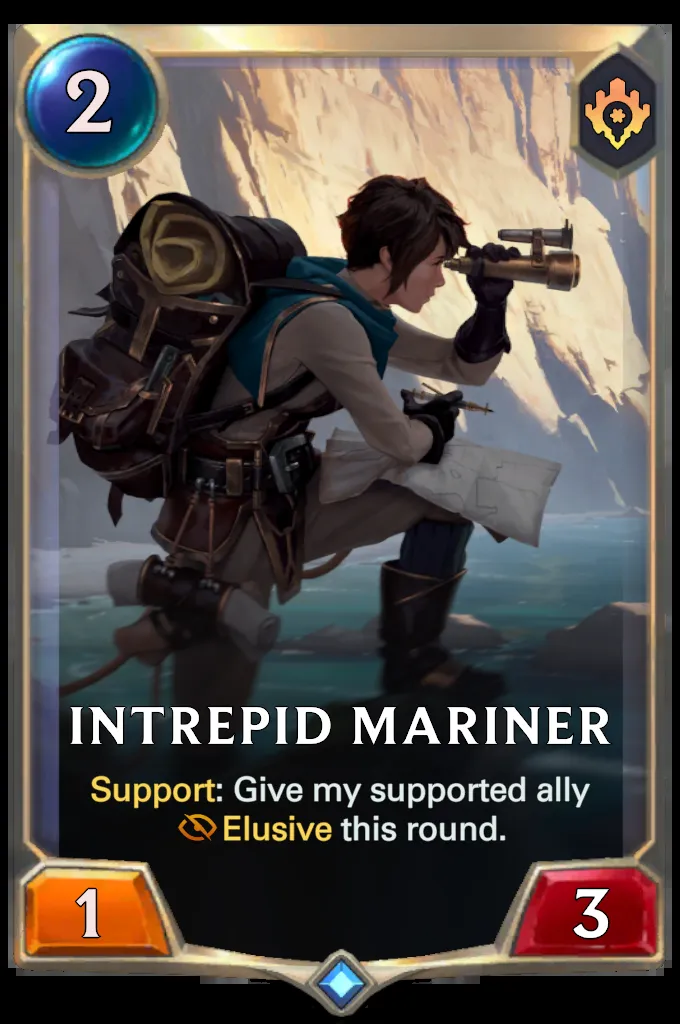 2
INTREPID MARINER
Support: Give my supported ally
Elusive this round.
1
3